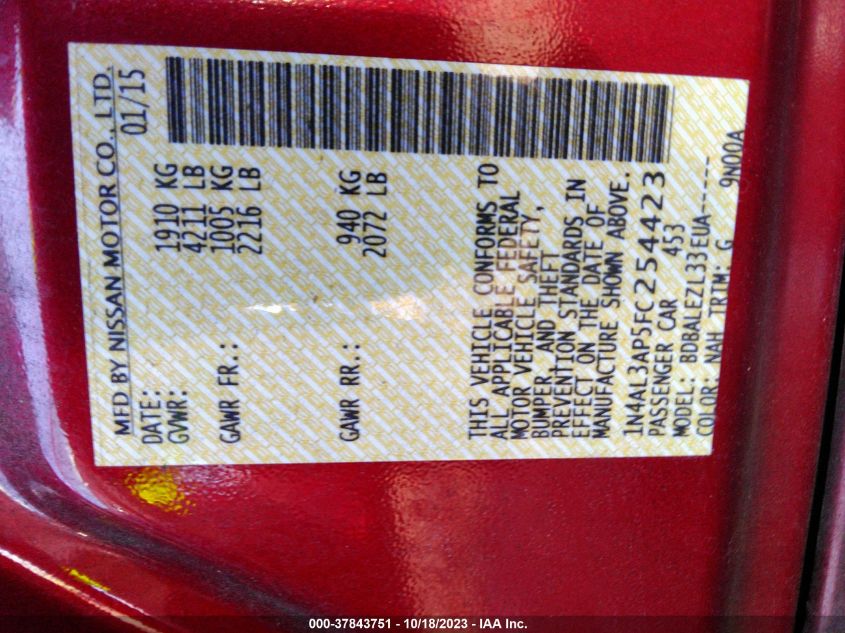 MFD BY NISSAN MOTOR CO., LTD.
DATE: 01/15
GVWR: 1910 KG
4211 LB
GAWR FR.: 1005 KG
2216 LB
GAWR RR.: 940 KG
2072 LB
THIS VEHICLE CONFORMS TO
ALL APPLICABLE FEDERAL
MOTOR VEHICLE SAFETY,
BUMPER, AND THEFT
PREVENTION STANDARDS IN
EFFECT ON THE DATE OF
MANUFACTURE SHOWN ABOVE.
1N4AL3AP5FC254423
PASSENGER CAR 453
MODEL: BDBALEZL33EUA-----
COLOR: NAH TRIM: G 9N00A
000-37843751 - 10/18/2023 - IAA Inc.